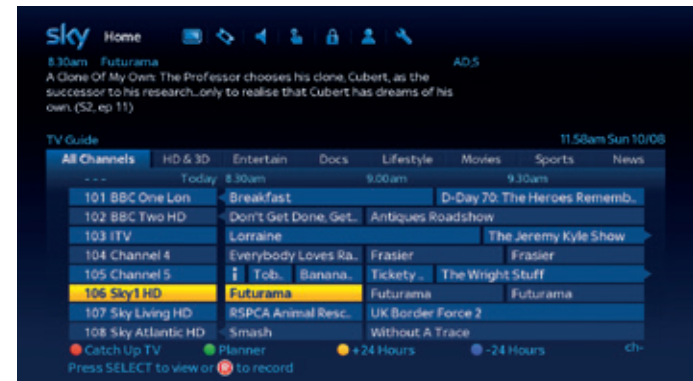 sky Home
8.30am Futurama AD,S
A Clone Of My Own: The Professor chooses his clone, Cubert, as the
successor to his research...only to realise that Cubert has dreams of his
own. (S2, ep 11)
TV Guide 11.58am Sun 10/08
All Channels HD & 3D Entertain Docs Lifestyle Movies Sports News
--- Today 8.30am 9.00am 9.30am
101 BBC One Lon Breakfast D-Day 70: The Heroes Rememb..
102 BBC Two HD Don't Get Done, Get.. Antiques Roadshow
103 ITV Lorraine The Jeremy Kyle Show
104 Channel 4 Everybody Loves Ra.. Frasier Frasier
105 Channel 5 i Tob.. Banana.. Tickety.. The Wright Stuff
106 Sky1 HD Futurama Futurama Futurama
107 Sky Living HD RSPCA Animal Resc.. UK Border Force 2
108 Sky Atlantic HD Smash Without A Trace
Catch Up TV Planner +24 Hours -24 Hours ch-
Press SELECT to view or R to record